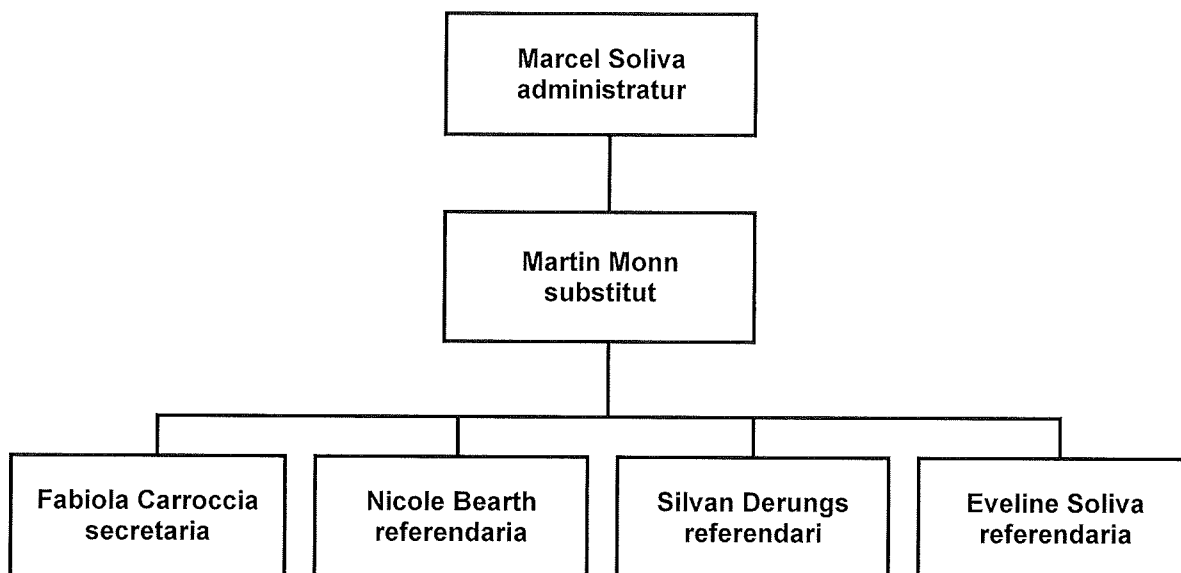 Marcel Soliva
administratur
Martin Monn
substitut
Fabiola Carroccia
secretaria
Nicole Bearth
referendaria
Silvan Derungs
referendari
Eveline Soliva
referendaria